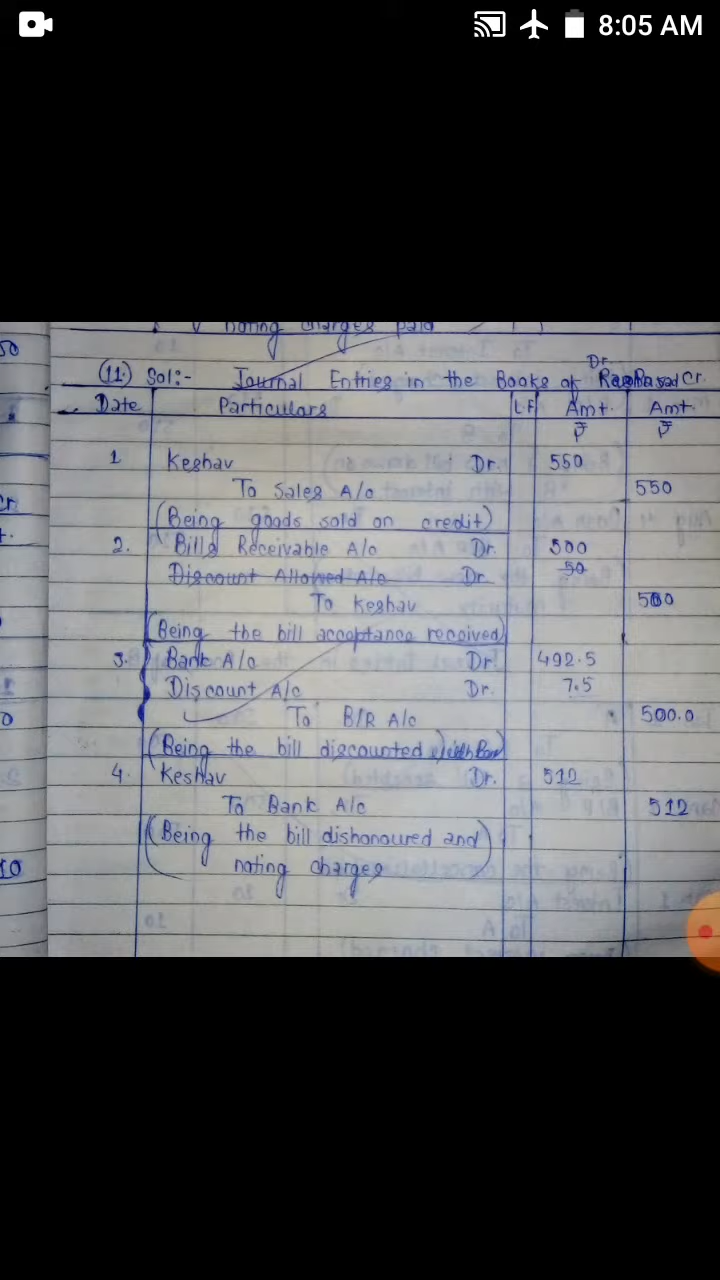 8:05 AM
noting charges paid
50
(11.) Sol:- Journal Entries in the Books of Dr. Cr.
Date Particulars L.F Amt. Amt.
₹ ₹
1 Keshav Dr. 550
To Sales A/c 550
(Being goods sold on credit)
2. Bills Receivable A/c Dr. 500
Discount Allowed A/c Dr. 50
To Keshav 500
(Being the bill acceptance received)
3. Bank A/c Dr. 492.5
Discount A/c Dr. 7.5
To B/R A/c 500.0
(Being the bill discounted with
4. Keshav Dr. 512
To Bank A/c 512
(Being the bill dishonoured and
noting charges)